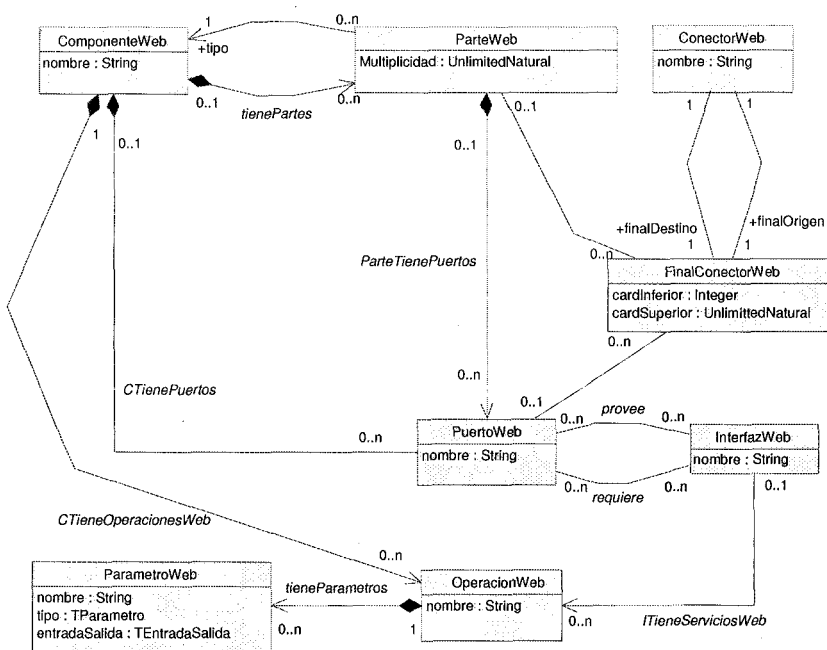 ComponenteWeb
nombre : String
1
+tipo
0..n
ParteWeb
Multiplicidad : UnlimitedNatural
ConectorWeb
nombre : String
0..1
tienePartes
0..n
1
0..1
0..1
0..1
1
1
ParteTienePuertos
+finalDestino
+finalOrigen
0..n
1
1
FinalConectorWeb
cardInferior : Integer
cardSuperior : UnlimittedNatural
0..n
CTienePuertos
0..n
0..1
0..n
PuertoWeb
nombre : String
0..n
provee
0..n
InterfazWeb
nombre : String
0..n
requiere
0..n
0..1
CTieneOperacionesWeb
0..n
ParametroWeb
nombre : String
tipo : TParametro
entradaSalida : TEntradaSalida
tieneParametros
0..n
1
OperacionWeb
nombre : String
0..n
ITieneServiciosWeb